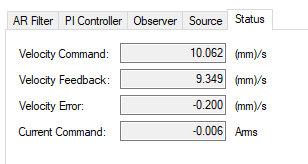 AR Filter PI Controller Observer Source Status
Velocity Command: 10.062 (mm)/s
Velocity Feedback: 9.349 (mm)/s
Velocity Error: -0.200 (mm)/s
Current Command: -0.006 Arms